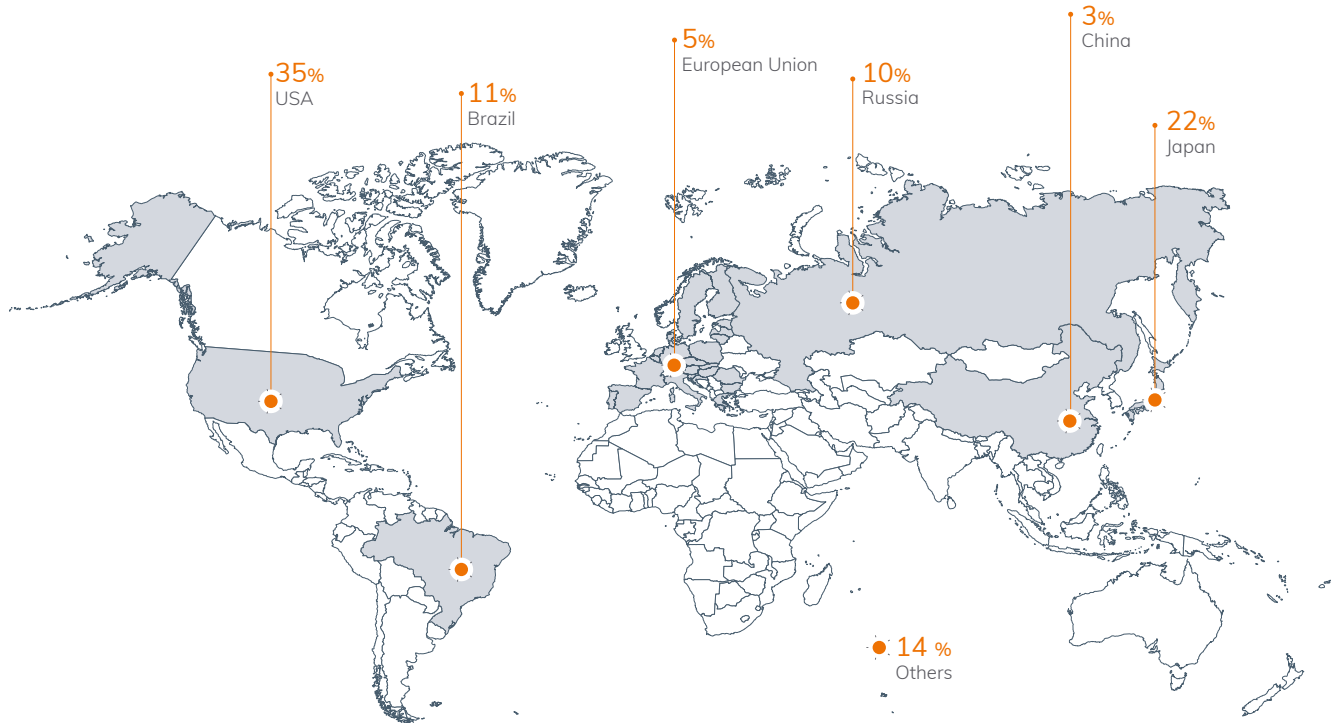 35%
USA
11%
Brazil
5%
European Union
10%
Russia
3%
China
22%
Japan
14 %
Others